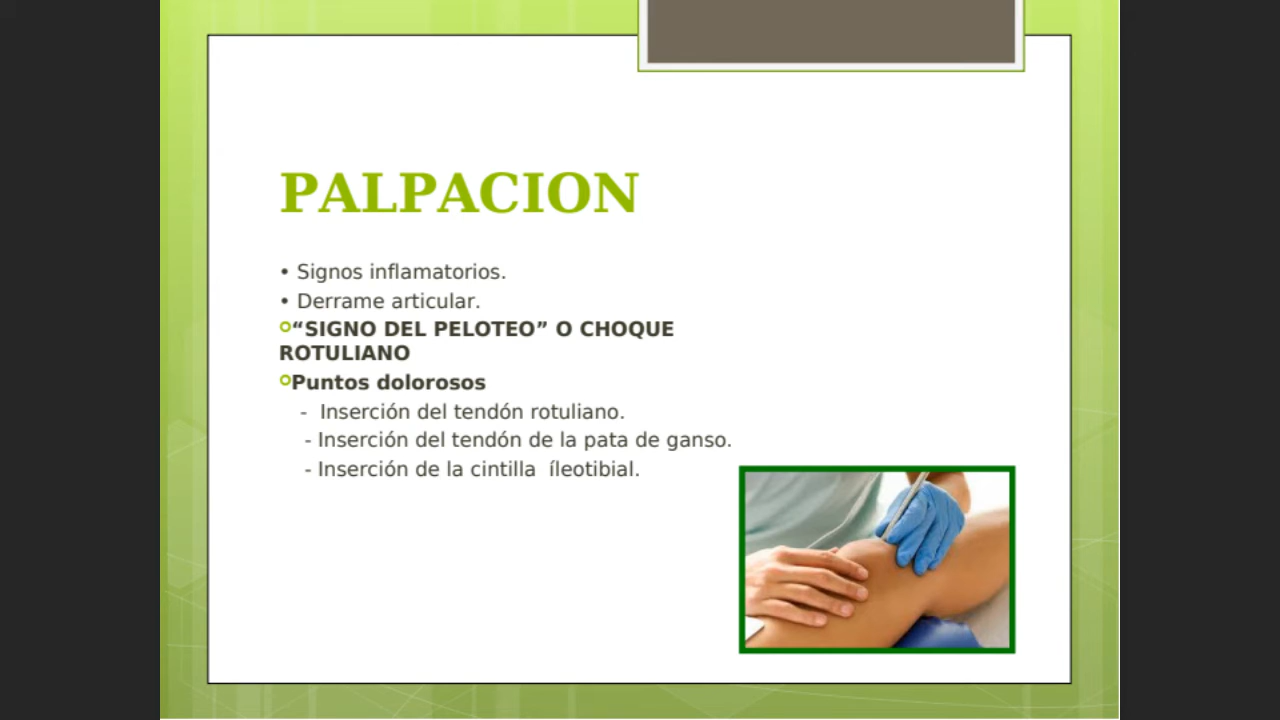 PALPACION
• Signos inflamatorios.
• Derrame articular.
“SIGNO DEL PELOTEO” O CHOQUE
ROTULIANO
Puntos dolorosos
- Inserción del tendón rotuliano.
- Inserción del tendón de la pata de ganso.
- Inserción de la cintilla íleotibial.